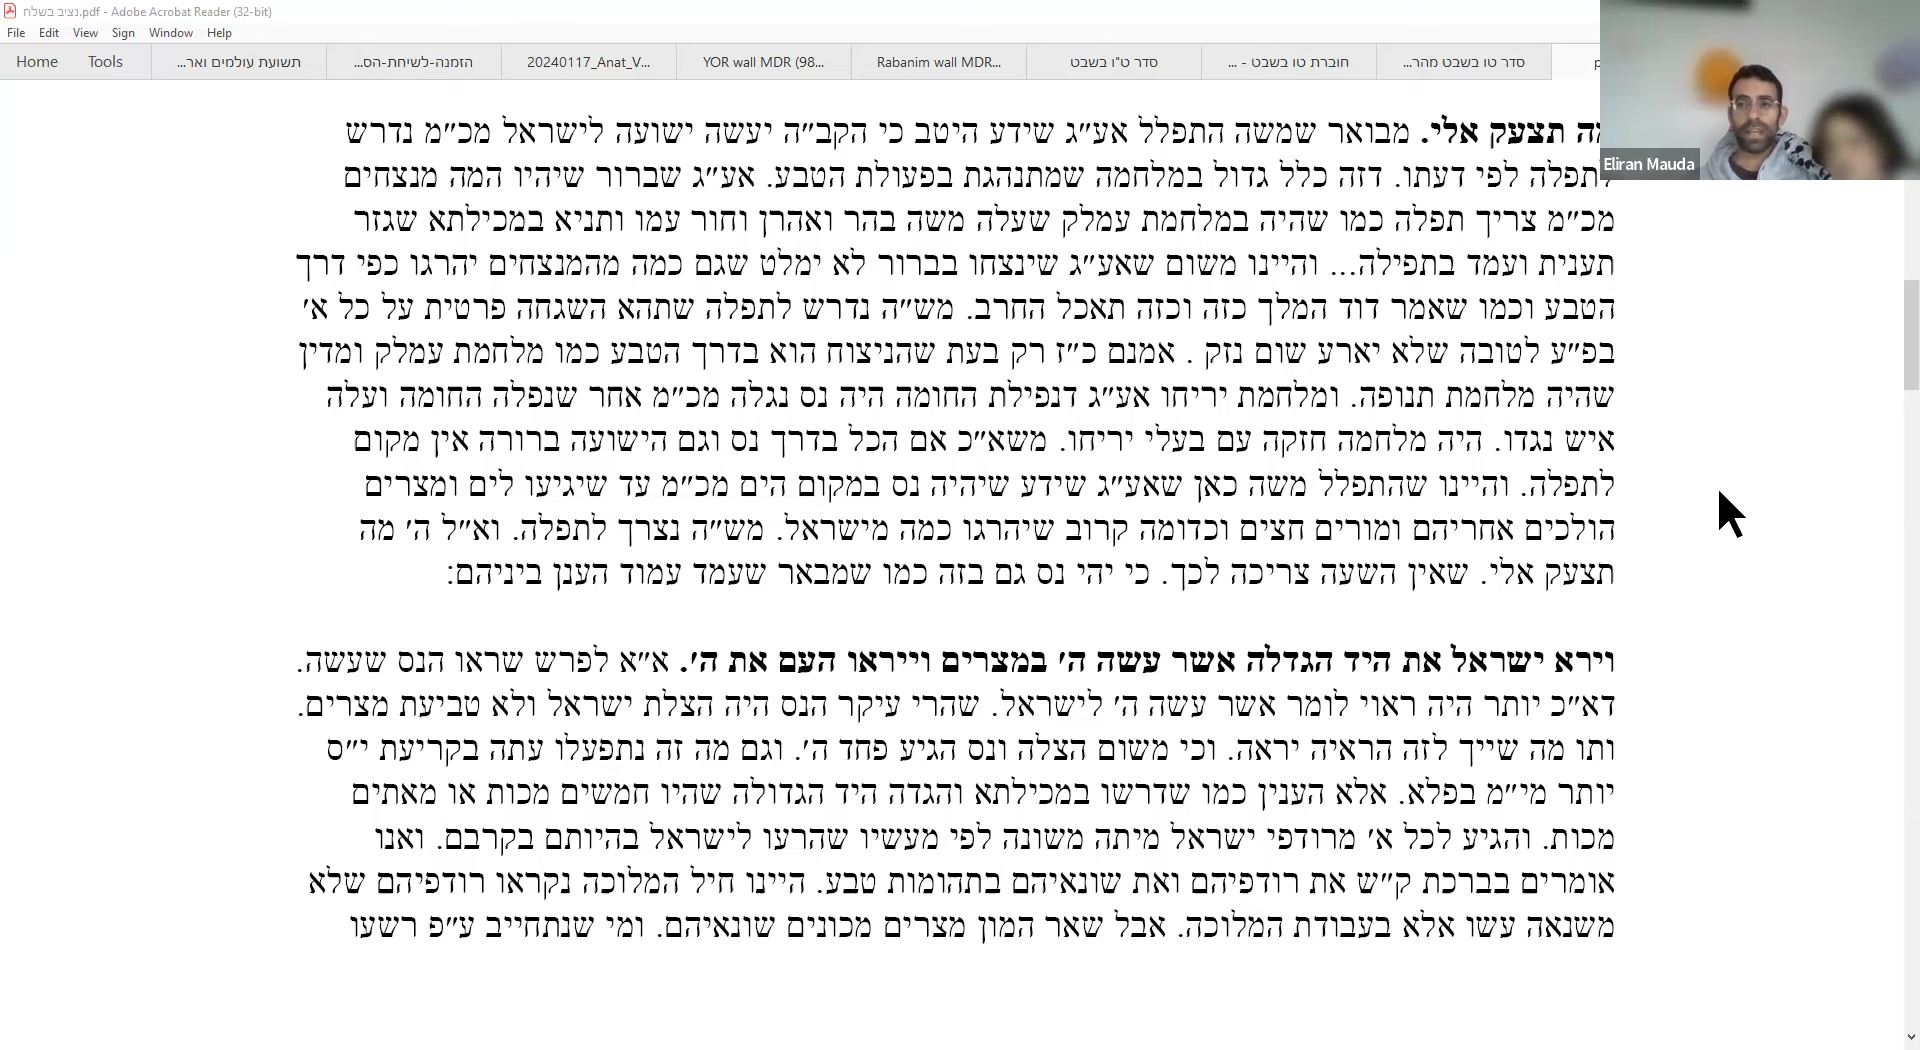 נציב בשלח.pdf - Adobe Acrobat Reader (32-bit)
File Edit View Sign Window Help
Home Tools תשועת עולמים ואר... הזמנה-לשיחת-הס... 20240117_Anat_V... YOR wall MDR (98... Rabanim wall MDR... סדר ט"ו בשבט חוברת טו בשבט - ... סדר טו בשבט מהר...
Eliran Mauda
תצעק אלי. מבואר שמשה התפלל אע״ג שידע היטב כי הקב״ה יעשה ישועה לישראל מכ״מ נדרש
לתפלה לפי דעתו. דזה כלל גדול במלחמה שמתנהגת בפעולת הטבע. אע״ג שברור שיהיו המה מנצחים
מכ״מ צריך תפלה כמו שהיה במלחמת עמלק שעלה משה בהר ואהרן וחור עמו ותניא במכילתא שגזר
תענית ועמד בתפילה... והיינו משום שאע״ג שינצחו בברור לא ימלט שגם כמה מהמנצחים יהרגו כפי דרך
הטבע וכמו שאמר דוד המלך כזה וכזה תאכל החרב. מש״ה נדרש לתפלה שתהא השגחה פרטית על כל א׳
בפ״ע לטובה שלא יארע שום נזק . אמנם כ״ז רק בעת שהניצוח הוא בדרך הטבע כמו מלחמת עמלק ומדין
שהיה מלחמת תנופה. ומלחמת יריחו אע״ג דנפילת החומה היה נס נגלה מכ״מ אחר שנפלה החומה ועלה
איש נגדו. היה מלחמה חזקה עם בעלי יריחו. משא״כ אם הכל בדרך נס וגם הישועה ברורה אין מקום
לתפלה. והיינו שהתפלל משה כאן שאע״ג שידע שיהיה נס במקום הים מכ״מ עד שיגיעו לים ומצרים
הולכים אחריהם ומורים חצים וכדומה קרוב שיהרגו כמה מישראל. מש״ה נצרך לתפלה. וא״ל ה׳ מה
תצעק אלי. שאין השעה צריכה לכך. כי יהי נס גם בזה כמו שמבאר שעמד עמוד הענן ביניהם:
וירא ישראל את היד הגדלה אשר עשה ה׳ במצרים וייראו העם את ה׳. א״א לפרש שראו הנס שעשה.
דא״כ יותר היה ראוי לומר אשר עשה ה׳ לישראל. שהרי עיקר הנס היה הצלת ישראל ולא טביעת מצרים.
ותו מה שייך לזה הראיה יראה. וכי משום הצלה ונס הגיע פחד ה׳. וגם מה זה נתפעלו עתה בקריעת י״ס
יותר מי״מ בפלא. אלא הענין כמו שדרשו במכילתא והגדה היד הגדולה שהיו חמשים מכות או מאתים
מכות. והגיע לכל א׳ מרודפי ישראל מיתה משונה לפי מעשיו שהרעו לישראל בהיותם בקרבם. ואנו
אומרים בברכת ק״ש את רודפיהם ואת שונאיהם בתהומות טבע. היינו חיל המלוכה נקראו רודפיהם שלא
משנאה עשו אלא בעבודת המלוכה. אבל שאר המון מצרים מכונים שונאיהם. ומי שנתחייב ע״פ רשעו